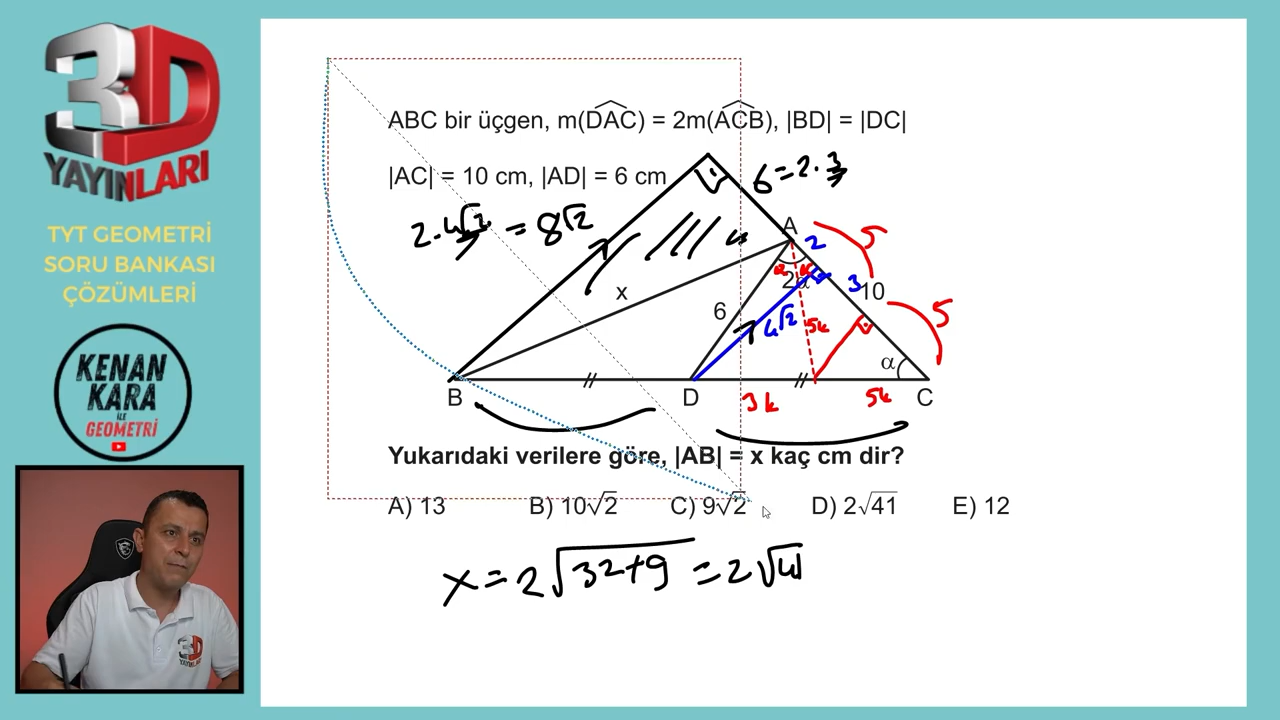 3D
YAYINLARI
TYT GEOMETRİ
SORU BANKASI
ÇÖZÜMLERİ
KENAN
KARA
İLE
GEOMETRİ
3D
YAYINLARI
ABC bir üçgen, m(DAC) = 2m(ACB), |BD| = |DC|
|AC| = 10 cm, |AD| = 6 cm
6=2.3
2.4√2 = 8√2
A
2
5
α
α
2α
3
10
x
6
4√2
5k
5
α
B
D
3k
5k
C
Yukarıdaki verilere göre, |AB| = x kaç cm dir?
A) 13 B) 10√2 C) 9√2 D) 2√41 E) 12
x = 2√32+9 = 2√41